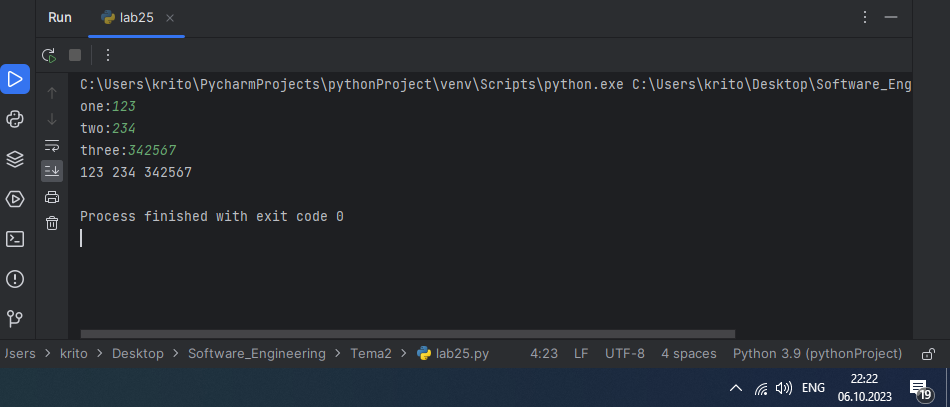 Run lab25
C:\Users\krito\PycharmProjects\pythonProject\venv\Scripts\python.exe C:\Users\krito\Desktop\Software_Eng
one:123
two:234
three:342567
123 234 342567
Process finished with exit code 0
Users > krito > Desktop > Software_Engineering > Tema2 > lab25.py 4:23 LF UTF-8 4 spaces Python 3.9 (pythonProject)
ENG 22:22
06.10.2023 19